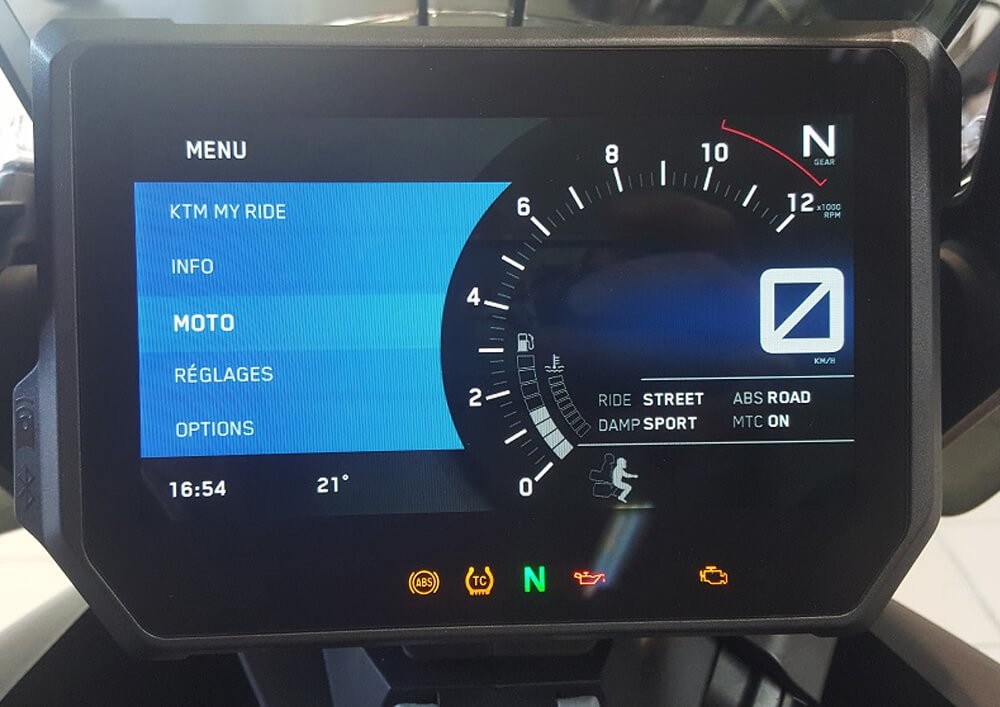 MENU
KTM MY RIDE
INFO
MOTO
RÉGLAGES
OPTIONS
16:54 21°
0
2
4
6
8
10
12 x1000 RPM
N
GEAR
0
KM/H
RIDE STREET ABS ROAD
DAMP SPORT MTC ON
ABS TC N